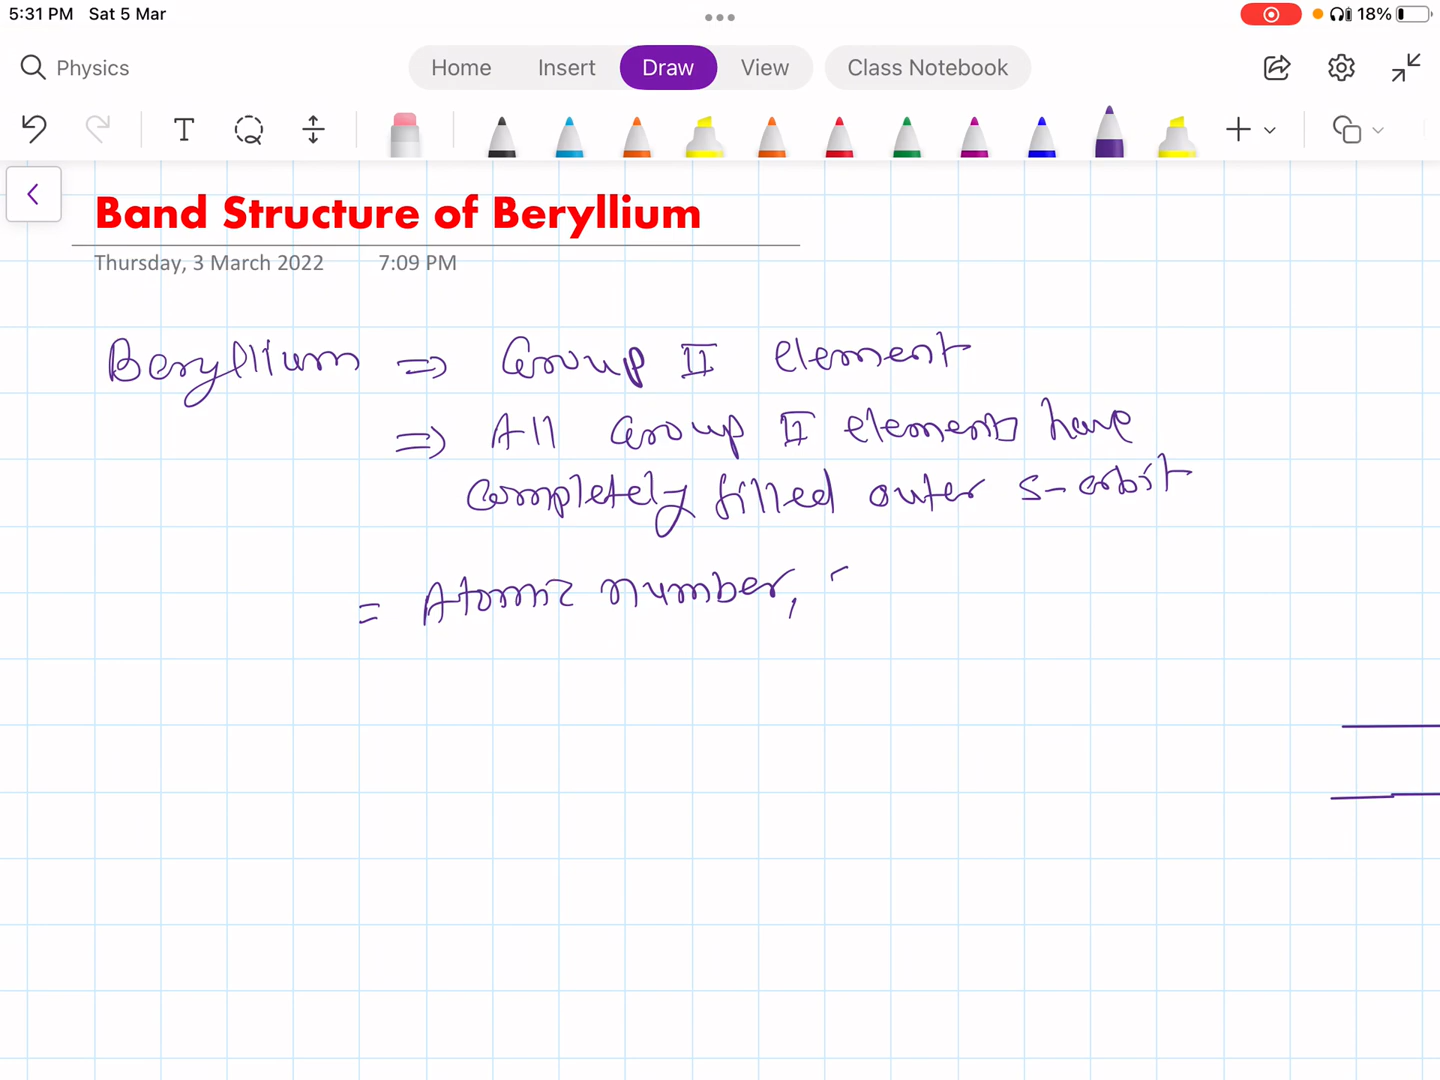 5:31 PM Sat 5 Mar 18%
Physics Home Insert Draw View Class Notebook
T
Band Structure of Beryllium
Thursday, 3 March 2022 7:09 PM
Beryllium ⇒ Group II element
⇒ All Group II elements have
completely filled outer s-orbit
= Atomic number,